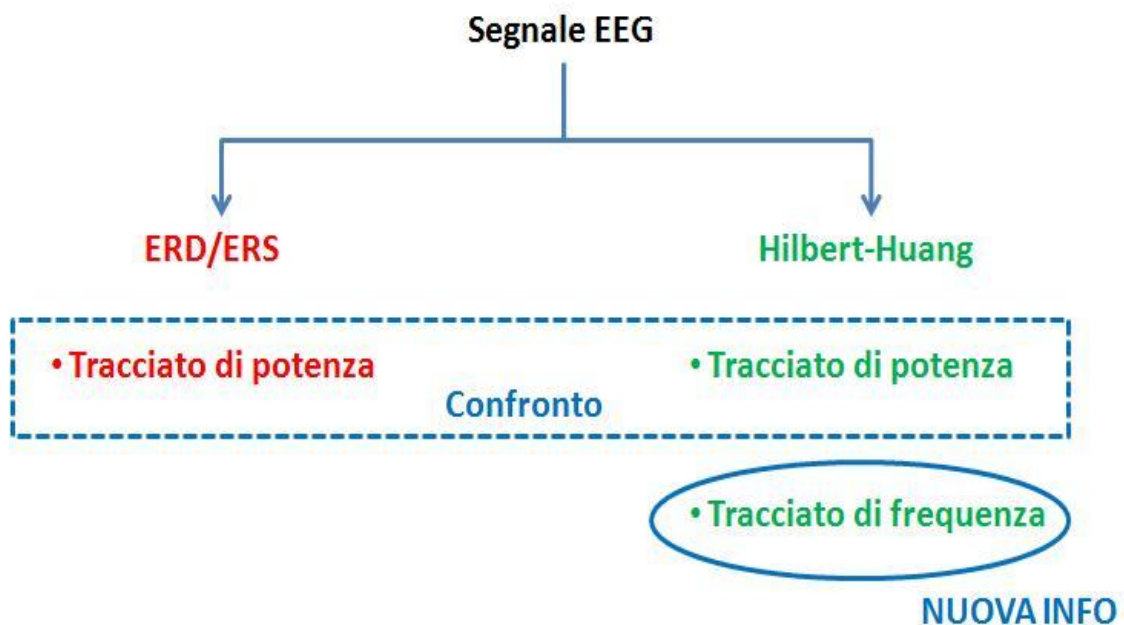 Segnale EEG
ERD/ERS
Hilbert-Huang
• Tracciato di potenza
• Tracciato di potenza
Confronto
• Tracciato di frequenza
NUOVA INFO